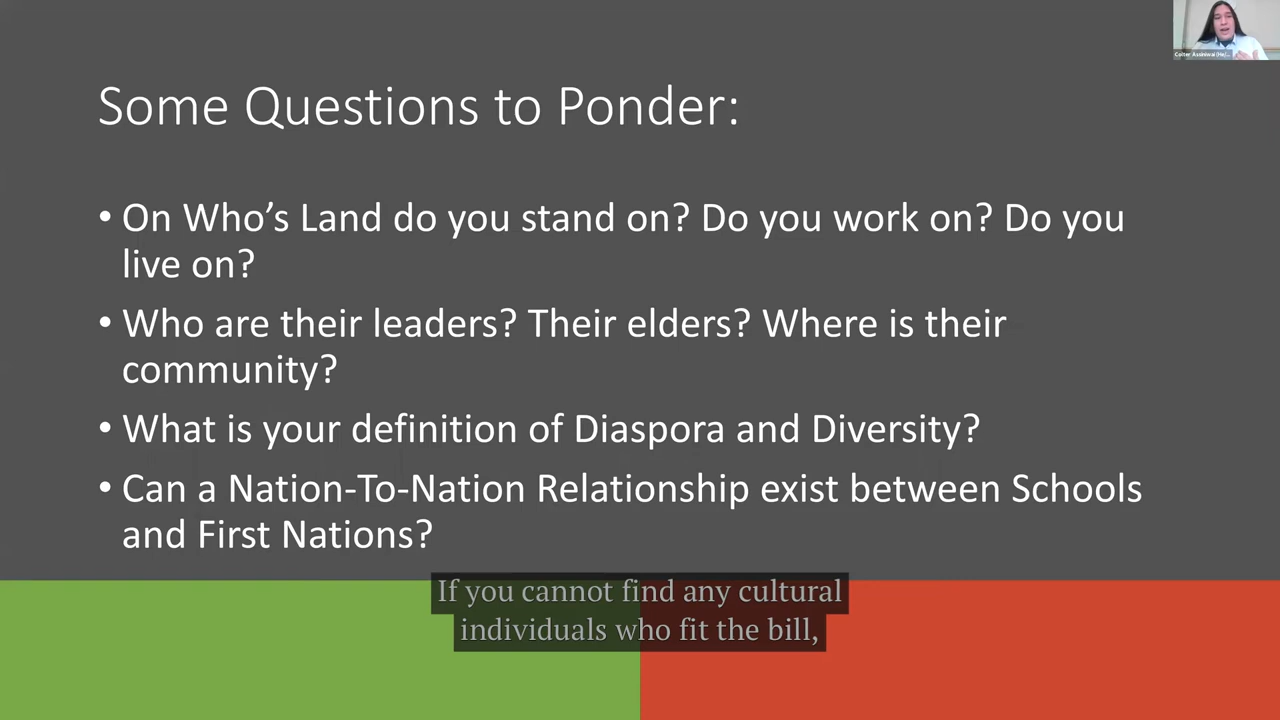 Colter Assiniwai (He)...
Some Questions to Ponder:
• On Who’s Land do you stand on? Do you work on? Do you
live on?
• Who are their leaders? Their elders? Where is their
community?
• What is your definition of Diaspora and Diversity?
• Can a Nation-To-Nation Relationship exist between Schools
and First Nations?
If you cannot find any cultural
individuals who fit the bill,